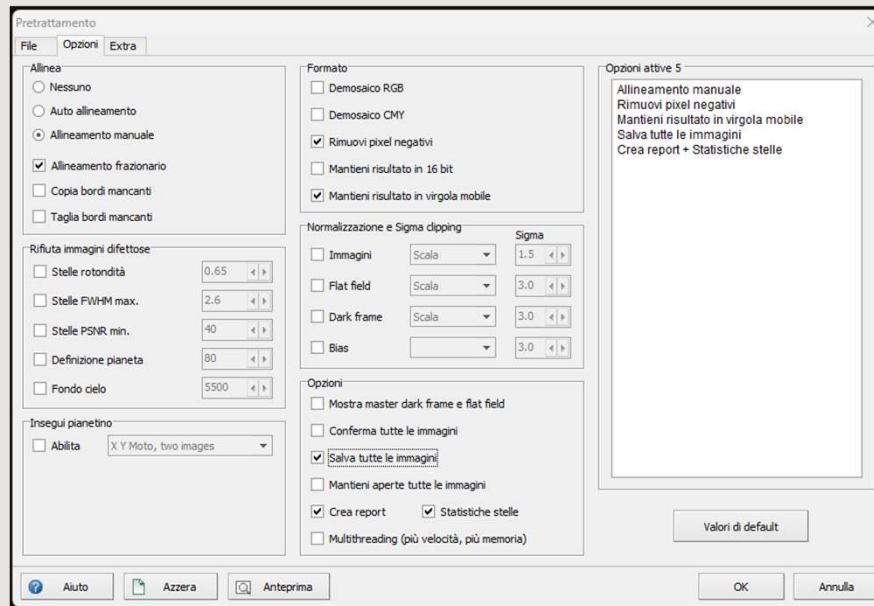 Pretrattamento
File Opzioni Extra
Allinea
Nessuno
Auto allineamento
Allineamento manuale
Allineamento frazionario
Copia bordi mancanti
Taglia bordi mancanti
Rifiuta immagini difettose
Stelle rotondità 0.65
Stelle FWHM max. 2.6
Stelle PSNR min. 40
Definizione pianeta 80
Fondo cielo 5500
Insegui pianetino
Abilita X Y Moto, two images
Formato
Demosaico RGB
Demosaico CMY
Rimuovi pixel negativi
Mantieni risultato in 16 bit
Mantieni risultato in virgola mobile
Normalizzazione e Sigma clipping
Sigma
Immagini Scala 1.5
Flat field Scala 3.0
Dark frame Scala 3.0
Bias 3.0
Opzioni
Mostra master dark frame e flat field
Conferma tutte le immagini
Salva tutte le immagini
Mantieni aperte tutte le immagini
Crea report Statistiche stelle
Multithreading (più velocità, più memoria)
Opzioni attive 5
Allineamento manuale
Rimuovi pixel negativi
Mantieni risultato in virgola mobile
Salva tutte le immagini
Crea report + Statistiche stelle
Valori di default
Aiuto Azzera Anteprima OK Annulla